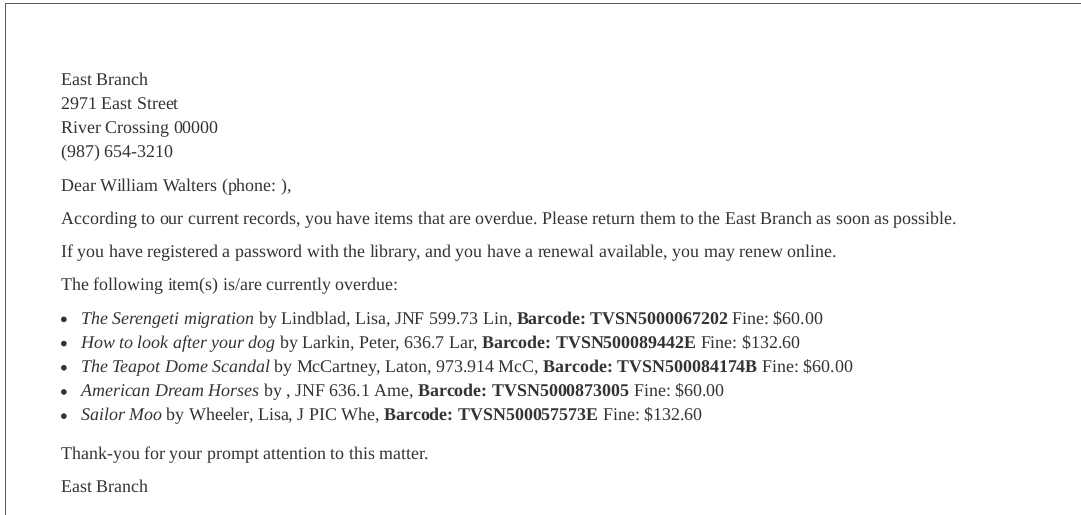 East Branch
2971 East Street
River Crossing 00000
(987) 654-3210
Dear William Walters (phone: ),
According to our current records, you have items that are overdue. Please return them to the East Branch as soon as possible.
If you have registered a password with the library, and you have a renewal available, you may renew online.
The following item(s) is/are currently overdue:
• The Serengeti migration by Lindblad, Lisa, JNF 599.73 Lin, Barcode: TVSN5000067202 Fine: $60.00
• How to look after your dog by Larkin, Peter, 636.7 Lar, Barcode: TVSN500089442E Fine: $132.60
• The Teapot Dome Scandal by McCartney, Laton, 973.914 McC, Barcode: TVSN500084174B Fine: $60.00
• American Dream Horses by , JNF 636.1 Ame, Barcode: TVSN5000873005 Fine: $60.00
• Sailor Moo by Wheeler, Lisa, J PIC Whe, Barcode: TVSN500057573E Fine: $132.60
Thank-you for your prompt attention to this matter.
East Branch